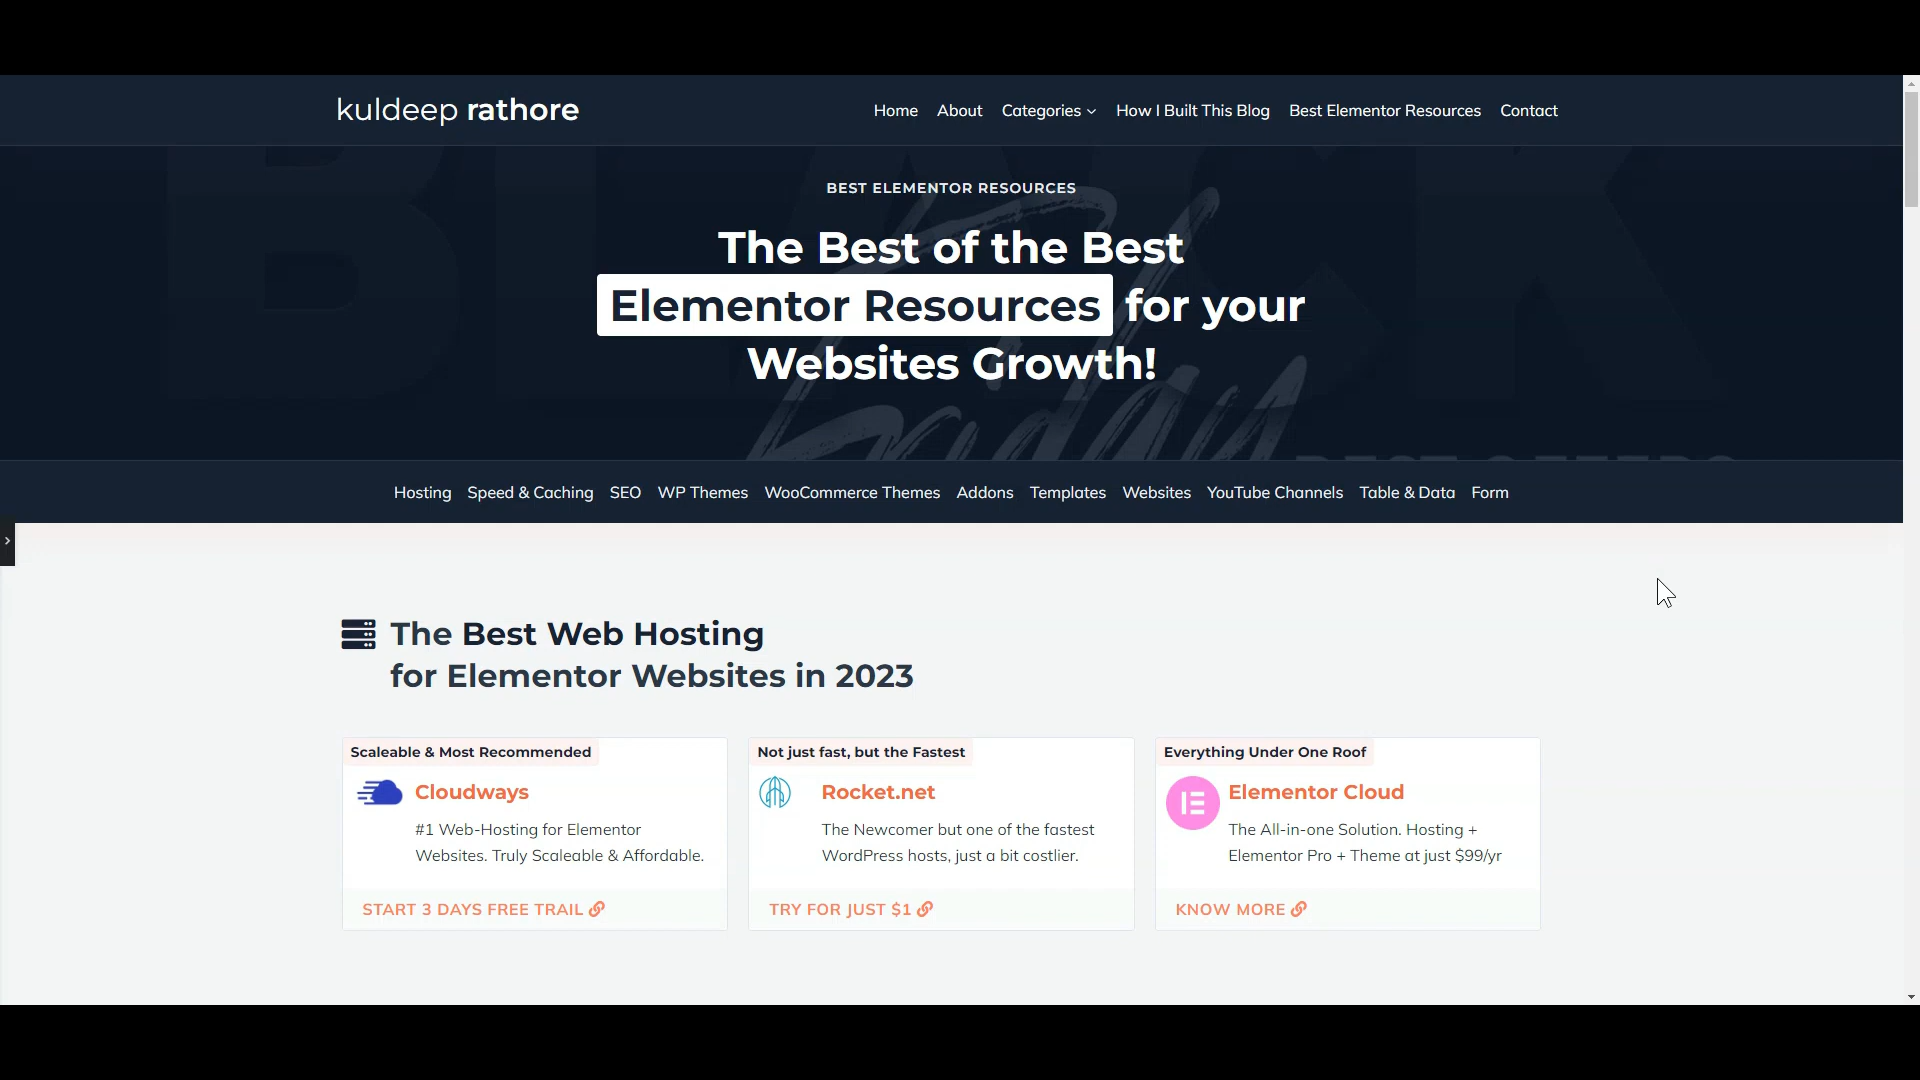 kuldeep rathore
Home About Categories How I Built This Blog Best Elementor Resources Contact
BEST ELEMENTOR RESOURCES
The Best of the Best
Elementor Resources for your
Websites Growth!
Hosting Speed & Caching SEO WP Themes WooCommerce Themes Addons Templates Websites YouTube Channels Table & Data Form
The Best Web Hosting
for Elementor Websites in 2023
Scaleable & Most Recommended
Cloudways
#1 Web-Hosting for Elementor
Websites. Truly Scaleable & Affordable.
START 3 DAYS FREE TRAIL
Not just fast, but the Fastest
Rocket.net
The Newcomer but one of the fastest
WordPress hosts, just a bit costlier.
TRY FOR JUST $1
Everything Under One Roof
Elementor Cloud
The All-in-one Solution. Hosting +
Elementor Pro + Theme at just $99/yr
KNOW MORE